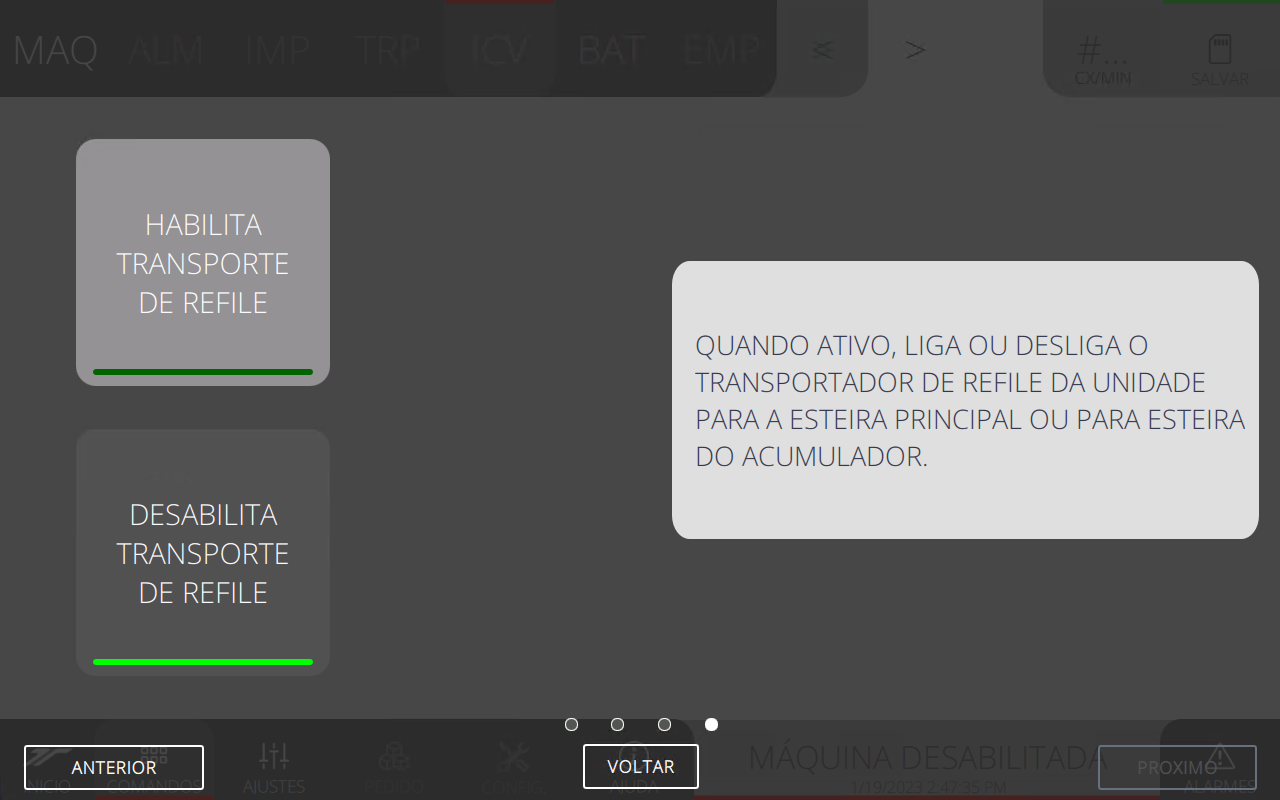 MAQ ALM IMP TRP ICV BAT EMP < > #... CX/MIN SALVAR
HABILITA
TRANSPORTE
DE REFILE
QUANDO ATIVO, LIGA OU DESLIGA O
TRANSPORTADOR DE REFILE DA UNIDADE
PARA A ESTEIRA PRINCIPAL OU PARA ESTEIRA
DO ACUMULADOR.
DESABILITA
TRANSPORTE
DE REFILE
MÁQUINA DESABILITADA
ANTERIOR
VOLTAR
PROXIMO
INICIO COMANDOS AJUSTES PEDIDO CONFIG AJUDA 1/19/2023 2:47:35 PM ALARMES